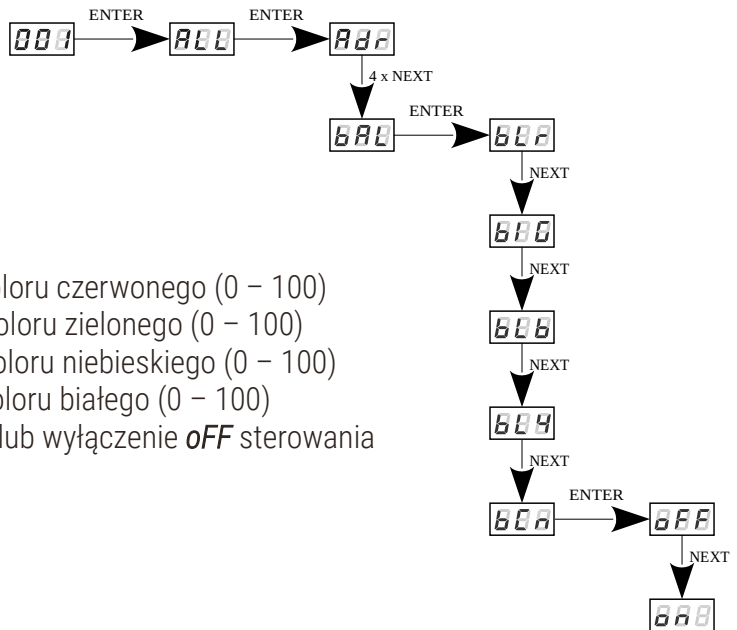 ENTER ENTER
001 ALL Adr
4 x NEXT
ENTER
bAL bLr
NEXT
bLG
NEXT
oloru czerwonego (0 – 100)
oloru zielonego (0 – 100)
bLb
oloru niebieskiego (0 – 100)
NEXT
oloru białego (0 – 100)
bL4
lub wyłączenie oFF sterowania
NEXT
ENTER
bCn oFF
NEXT
on